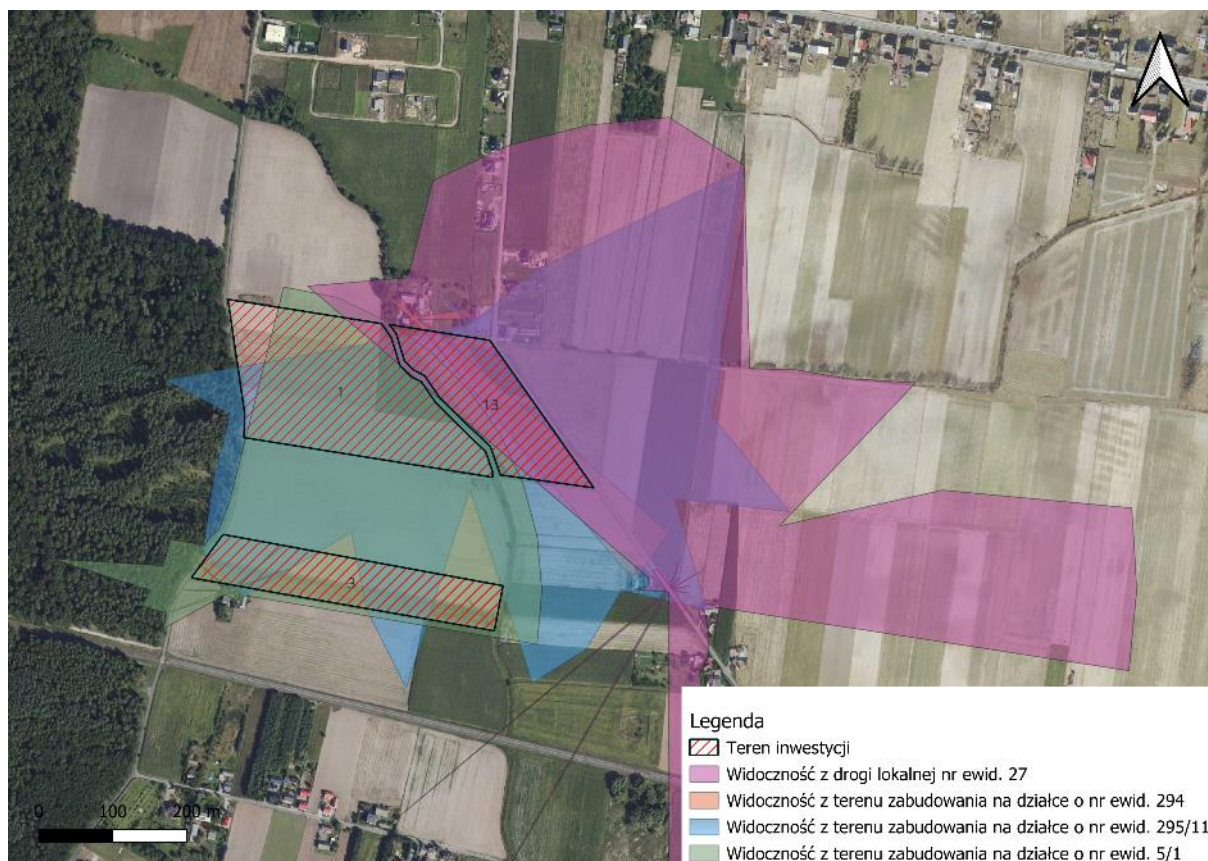 1
13
3
0 100 200 m
Legenda
Teren inwestycji
Widoczność z drogi lokalnej nr ewid. 27
Widoczność z terenu zabudowania na działce o nr ewid. 294
Widoczność z terenu zabudowania na działce o nr ewid. 295/11
Widoczność z terenu zabudowania na działce o nr ewid. 5/1